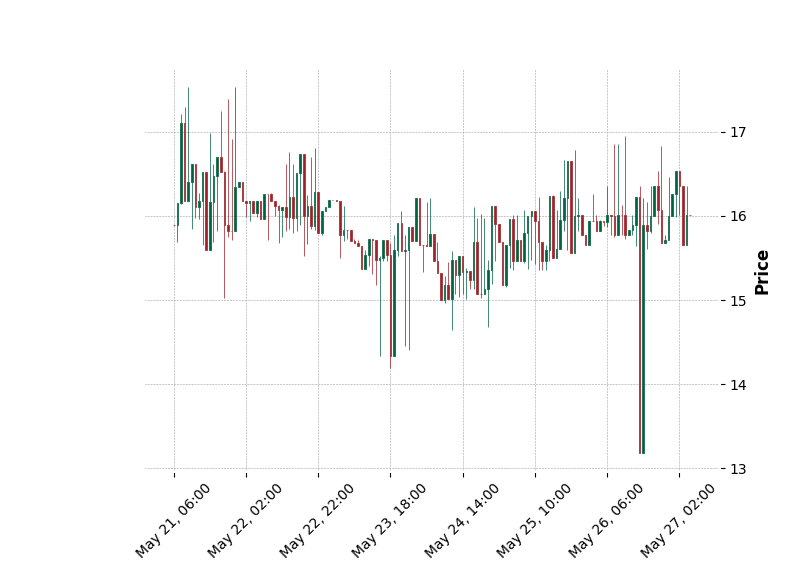 17
16
15
14
13
Price
May 21, 06:00
May 22, 02:00
May 22, 22:00
May 23, 18:00
May 24, 14:00
May 25, 10:00
May 26, 06:00
May 27, 02:00